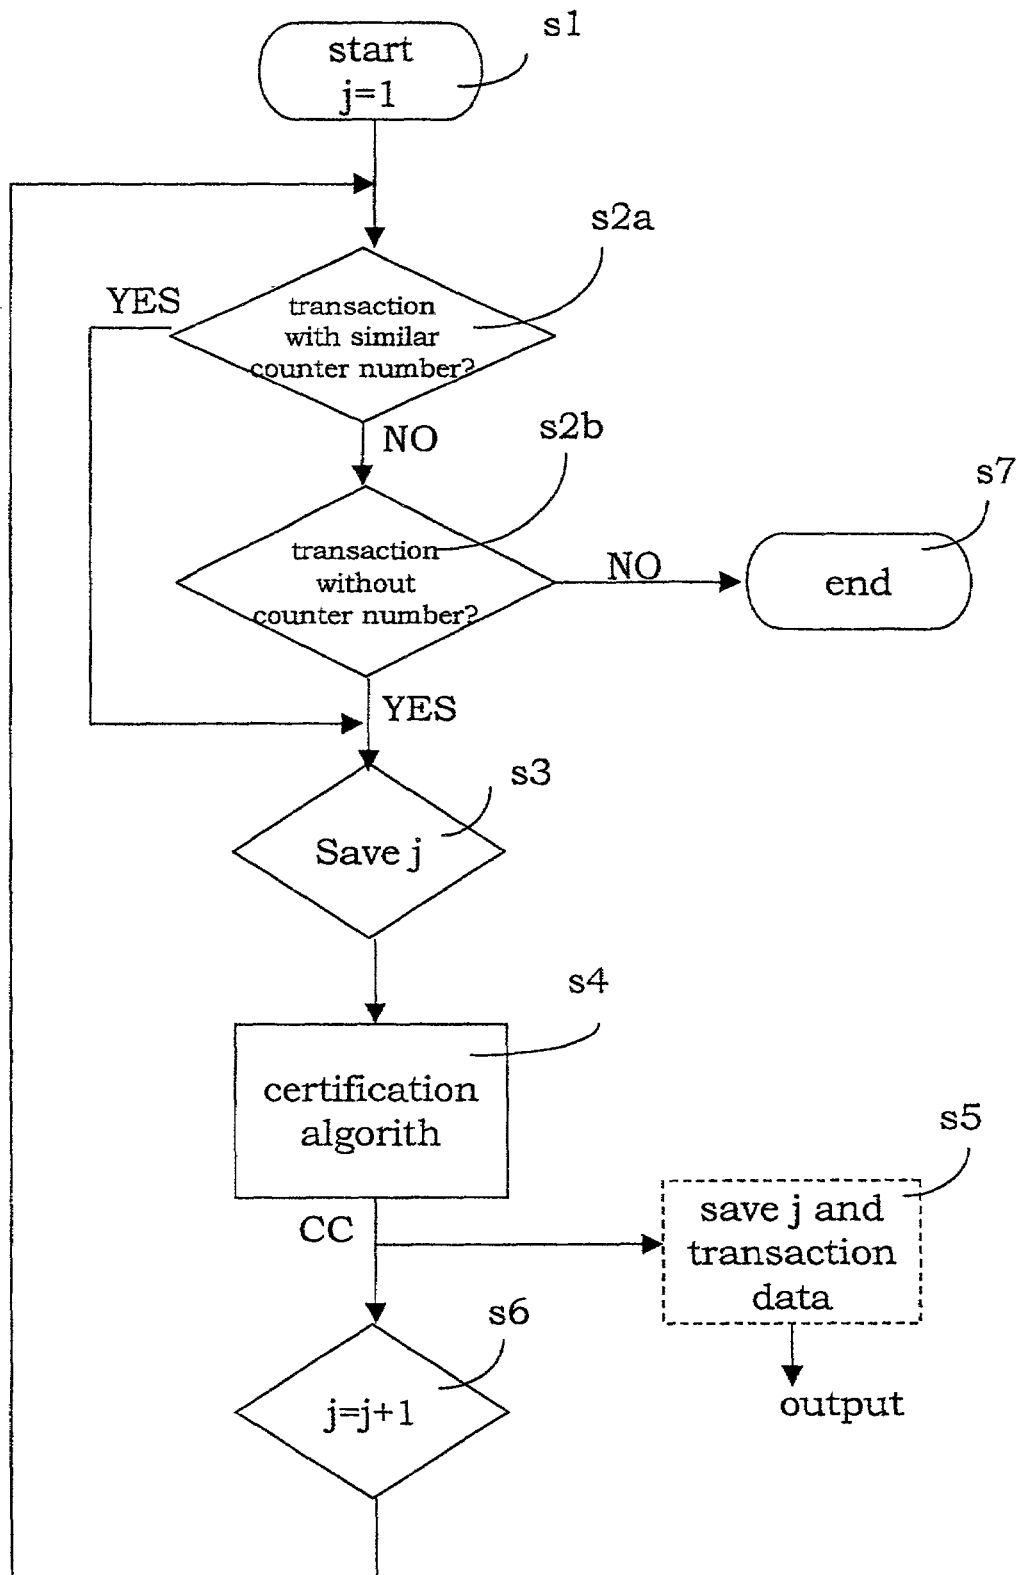 s1
start
j=1
s2a
YES
transaction
with similar
counter number?
NO
s2b
transaction
without
counter number?
NO
s7
end
YES
s3
Save j
s4
certification
algorith
CC
s5
save j and
transaction
data
output
s6
j=j+1